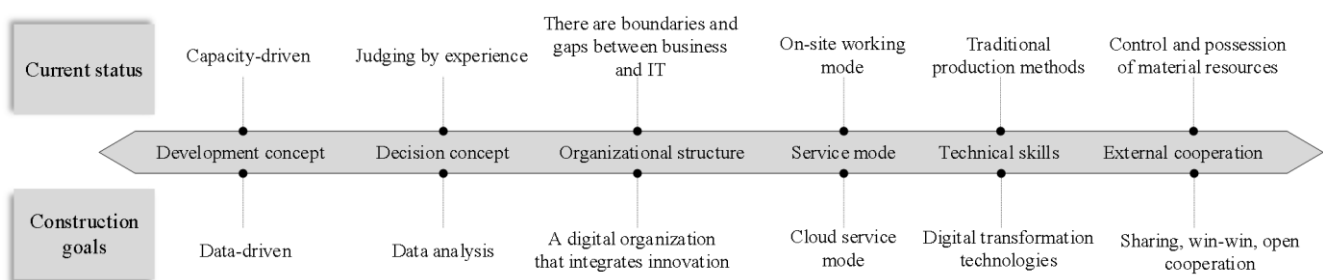 Current status
Capacity-driven
Judging by experience
There are boundaries and
gaps between business
and IT
On-site working
mode
Traditional
production methods
Control and possession
of material resources
Development concept
Decision concept
Organizational structure
Service mode
Technical skills
External cooperation
Construction
goals
Data-driven
Data analysis
A digital organization
that integrates innovation
Cloud service
mode
Digital transformation
technologies
Sharing, win-win, open
cooperation